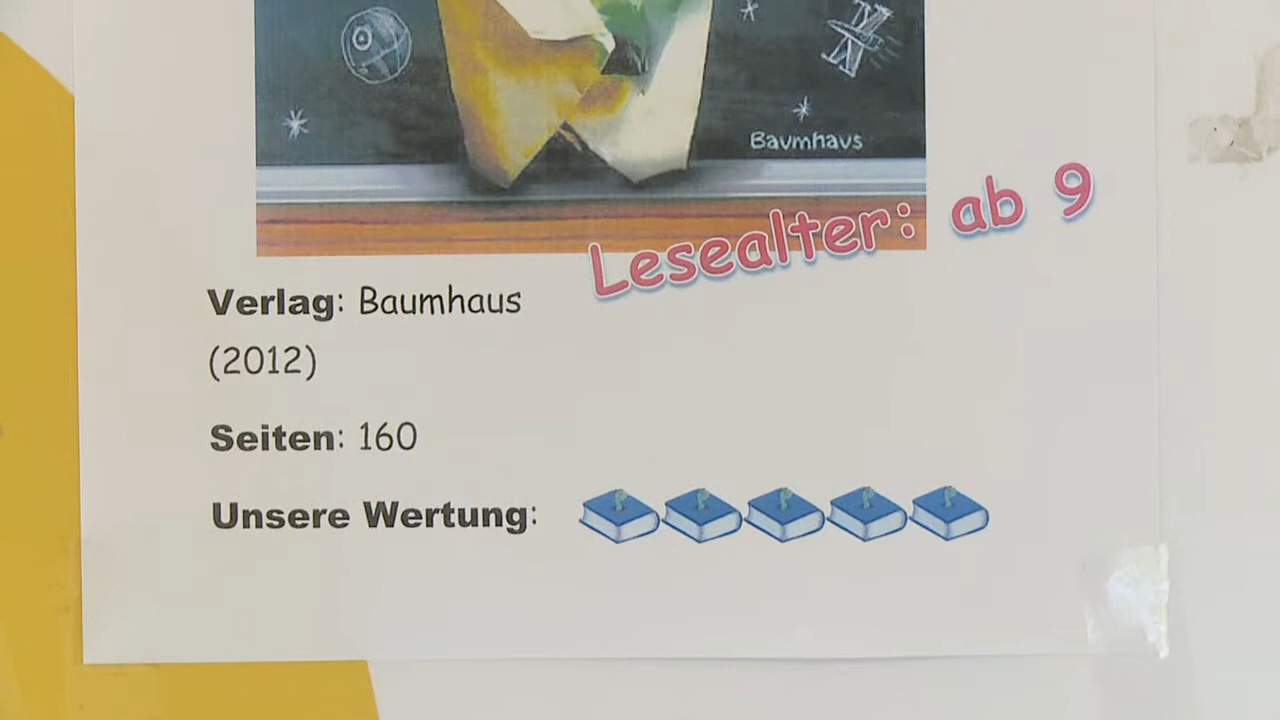 Baumhaus
Lesealter: ab 9
Verlag: Baumhaus
(2012)
Seiten: 160
Unsere Wertung: